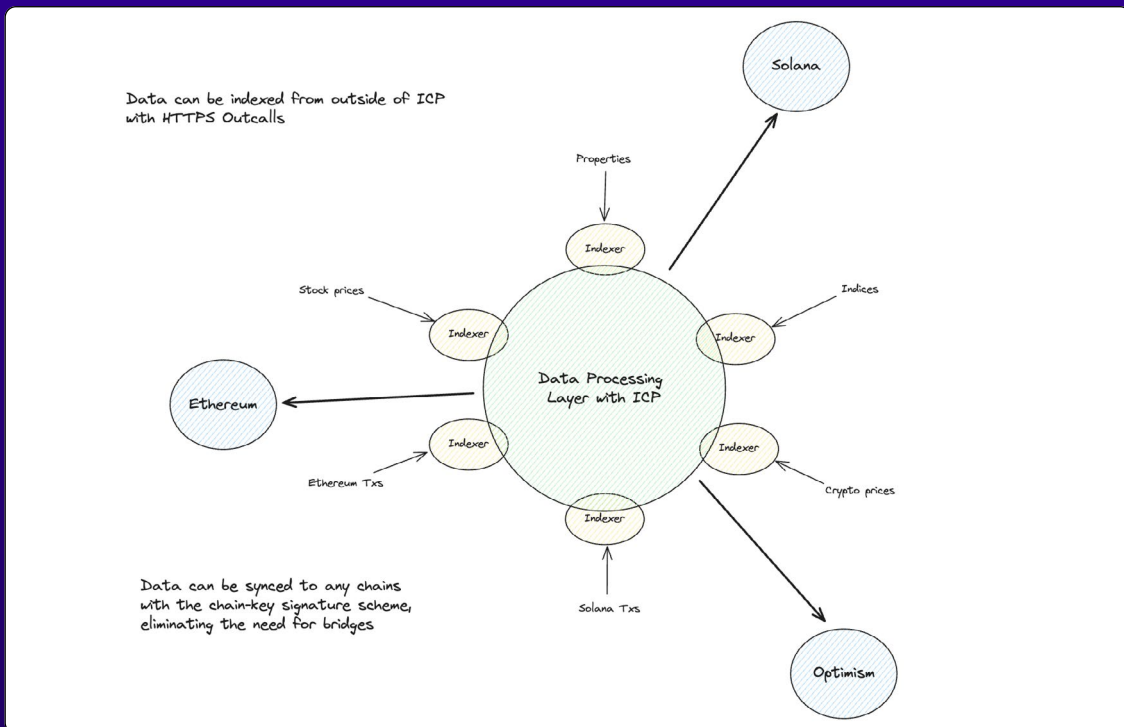 Solana
Data can be indexed from outside of ICP
with HTTPS Outcalls
Properties
Indexer
Stock prices
Indices
Indexer
Indexer
Data Processing
Layer with ICP
Ethereum
Indexer
Indexer
Ethereum Txs
Crypto prices
Indexer
Data can be synced to any chains
with the chain-key signature scheme,
eliminating the need for bridges
Solana Txs
Optimism